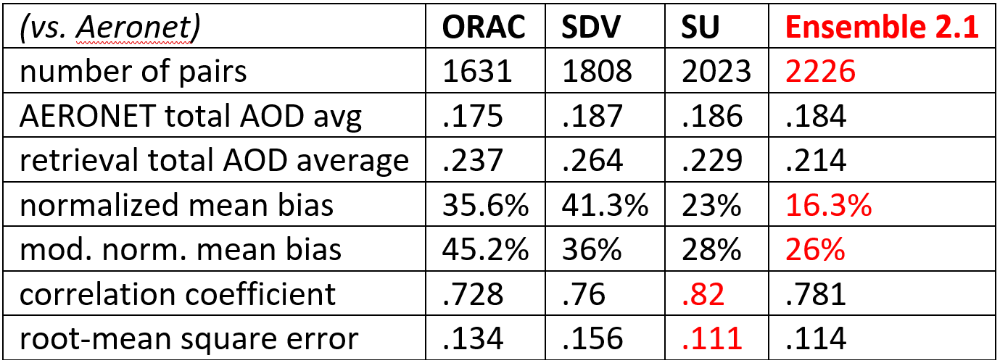 (vs. Aeronet) ORAC SDV SU Ensemble 2.1
number of pairs 1631 1808 2023 2226
AERONET total AOD avg .175 .187 .186 .184
retrieval total AOD average .237 .264 .229 .214
normalized mean bias 35.6% 41.3% 23% 16.3%
mod. norm. mean bias 45.2% 36% 28% 26%
correlation coefficient .728 .76 .82 .781
root-mean square error .134 .156 .111 .114